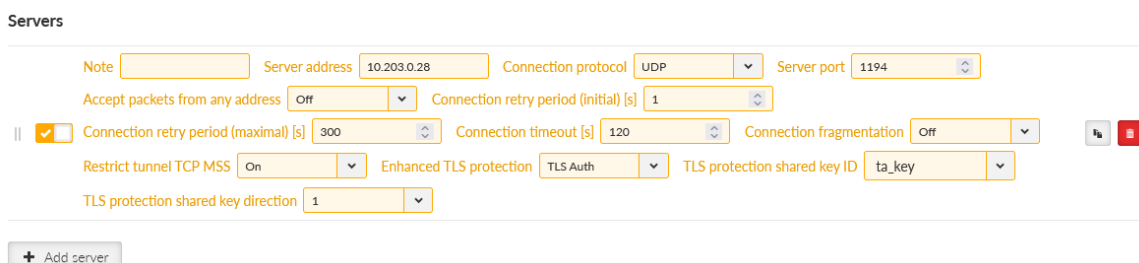 Servers
Note Server address 10.203.0.28 Connection protocol UDP Server port 1194
Accept packets from any address Off Connection retry period (initial) [s] 1
Connection retry period (maximal) [s] 300 Connection timeout [s] 120 Connection fragmentation Off
Restrict tunnel TCP MSS On Enhanced TLS protection TLS Auth TLS protection shared key ID ta_key
TLS protection shared key direction 1
+ Add server